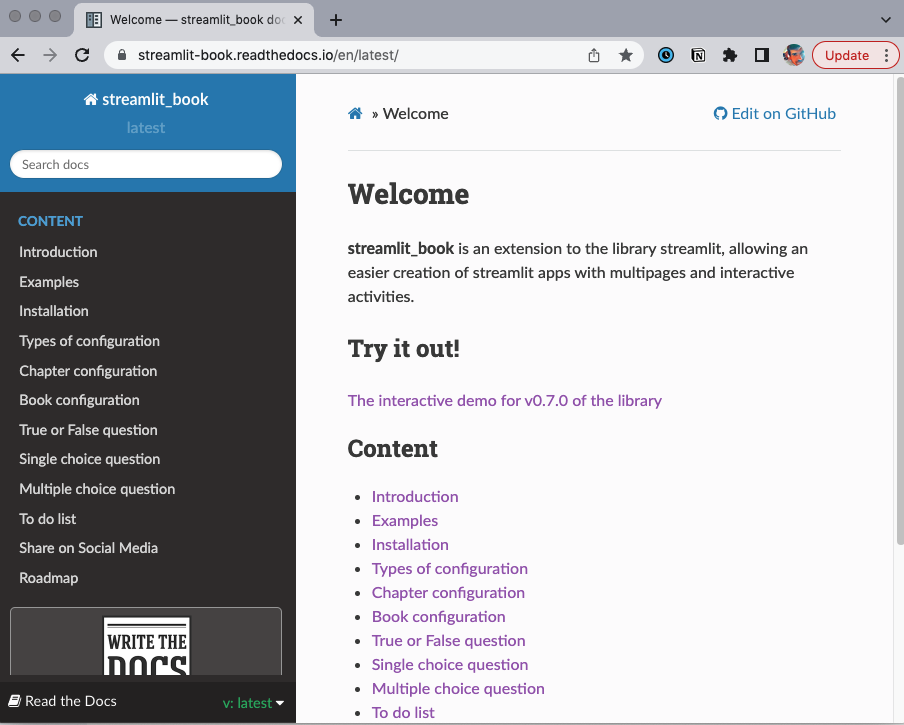 Welcome — streamlit_book do
streamlit-book.readthedocs.io/en/latest/
Update
streamlit_book
latest
Search docs
CONTENT
Introduction
Examples
Installation
Types of configuration
Chapter configuration
Book configuration
True or False question
Single choice question
Multiple choice question
To do list
Share on Social Media
Roadmap
WRITE THE
DOCS
Read the Docs
v: latest
» Welcome
Edit on GitHub
Welcome
streamlit_book is an extension to the library streamlit, allowing an
easier creation of streamlit apps with multipages and interactive
activities.
Try it out!
The interactive demo for v0.7.0 of the library
Content
Introduction
Examples
Installation
Types of configuration
Chapter configuration
Book configuration
True or False question
Single choice question
Multiple choice question
To do list